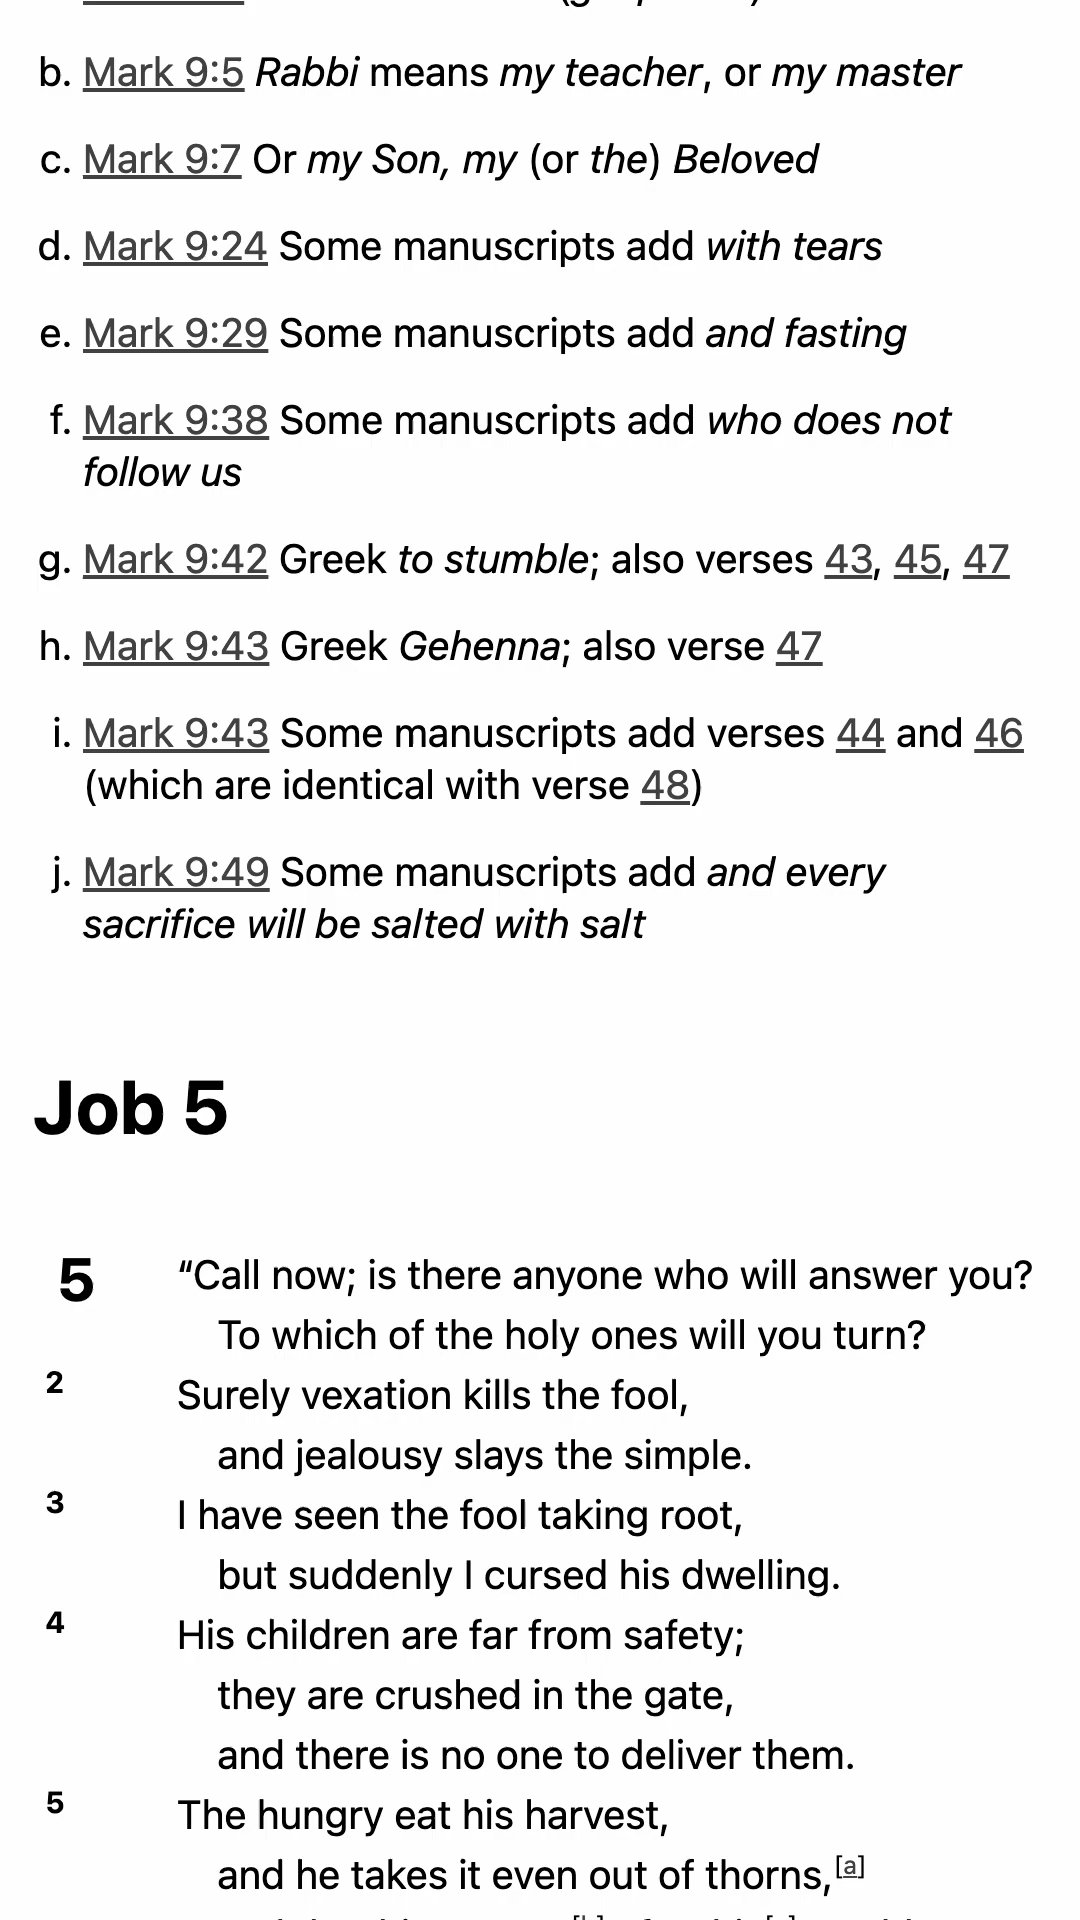 b. Mark 9:5 Rabbi means my teacher, or my master
c. Mark 9:7 Or my Son, my (or the) Beloved
d. Mark 9:24 Some manuscripts add with tears
e. Mark 9:29 Some manuscripts add and fasting
f. Mark 9:38 Some manuscripts add who does not
follow us
g. Mark 9:42 Greek to stumble; also verses 43, 45, 47
h. Mark 9:43 Greek Gehenna; also verse 47
i. Mark 9:43 Some manuscripts add verses 44 and 46
(which are identical with verse 48)
j. Mark 9:49 Some manuscripts add and every
sacrifice will be salted with salt
Job 5
5 “Call now; is there anyone who will answer you?
To which of the holy ones will you turn?
2 Surely vexation kills the fool,
and jealousy slays the simple.
3 I have seen the fool taking root,
but suddenly I cursed his dwelling.
4 His children are far from safety;
they are crushed in the gate,
and there is no one to deliver them.
5 The hungry eat his harvest,
and he takes it even out of thorns,[a]